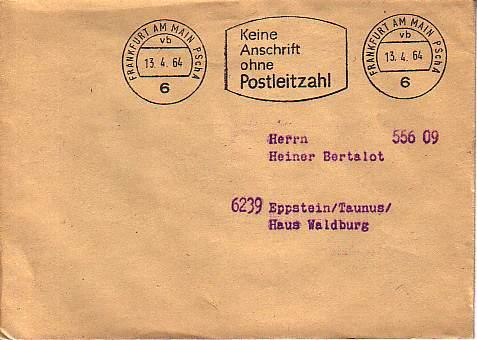 FRANKFURT AM MAIN PSchA
vb
13. 4. 64
6
Keine
Anschrift
ohne
Postleitzahl
FRANKFURT AM MAIN PSchA
vb
13. 4. 64
6
Herrn 556 09
Heiner Bertalot
6239 Eppstein/Taunus/
Haus Waldburg